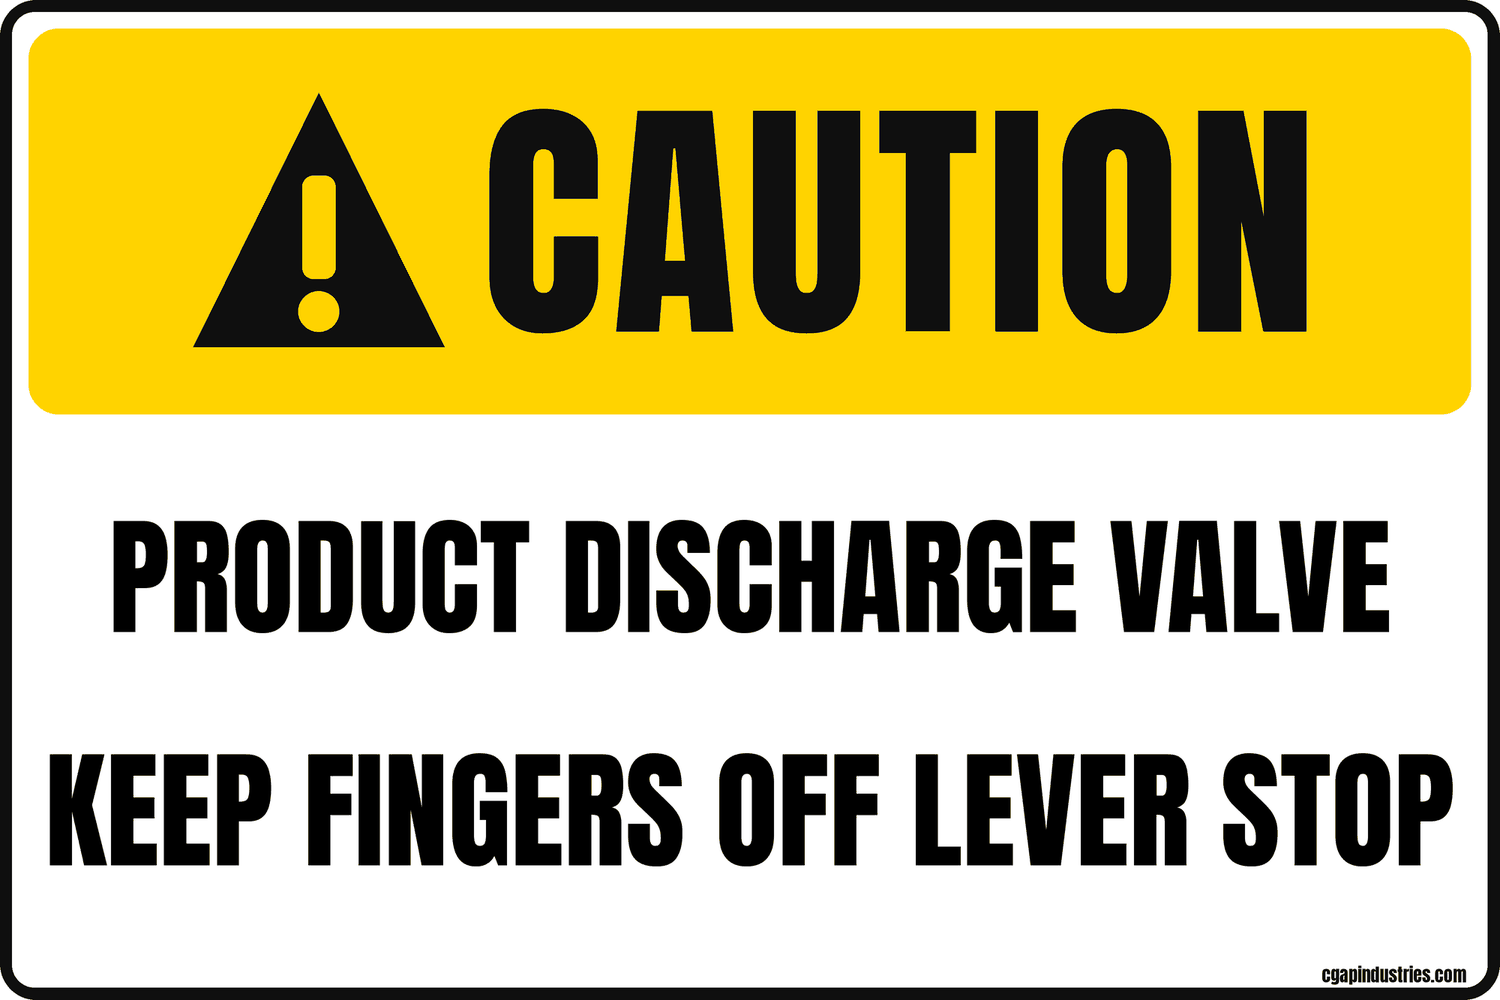 CAUTION
PRODUCT DISCHARGE VALVE
KEEP FINGERS OFF LEVER STOP
cgapindustries.com